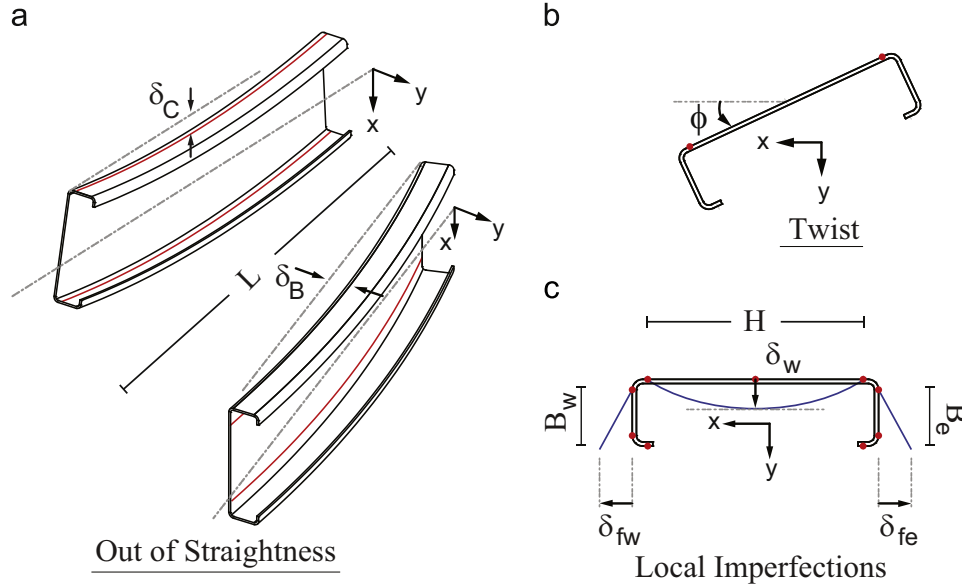 a
δC
y
x
L
δB
y
x
Out of Straightness
b
ϕ
x
y
Twist
c
H
δw
Bw
Be
x
y
δfw
δfe
Local Imperfections